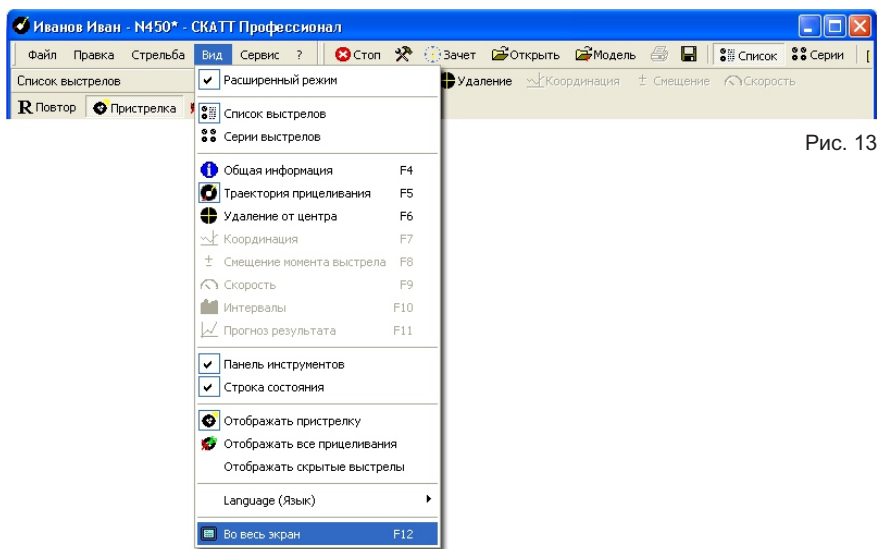 Иванов Иван - N450* - СКАТТ Профессионал
Файл Правка Стрельба Вид Сервис ? Стоп Зачет Открыть Модель Список Серии
Список выстрелов Удаление Координация ± Смещение Скорость
R Повтор Пристрелка
Расширенный режим
Список выстрелов
Серии выстрелов
Общая информация F4
Траектория прицеливания F5
Удаление от центра F6
Координация F7
± Смещение момента выстрела F8
Скорость F9
Интервалы F10
Прогноз результата F11
Панель инструментов
Строка состояния
Отображать пристрелку
Отображать все прицеливания
Отображать скрытые выстрелы
Language (Язык)
Во весь экран F12
Рис. 13